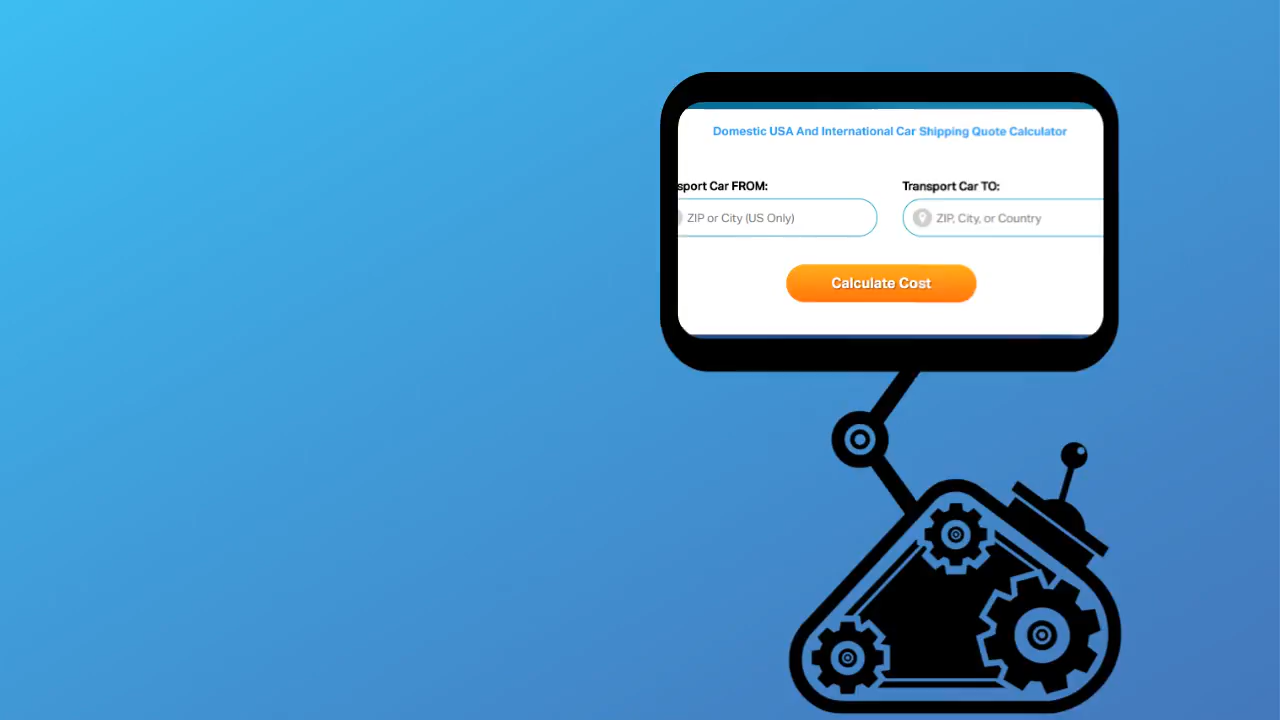 Domestic USA And International Car Shipping Quote Calculator
sport Car FROM:
Transport Car TO:
ZIP or City (US Only)
ZIP, City, or Country
Calculate Cost